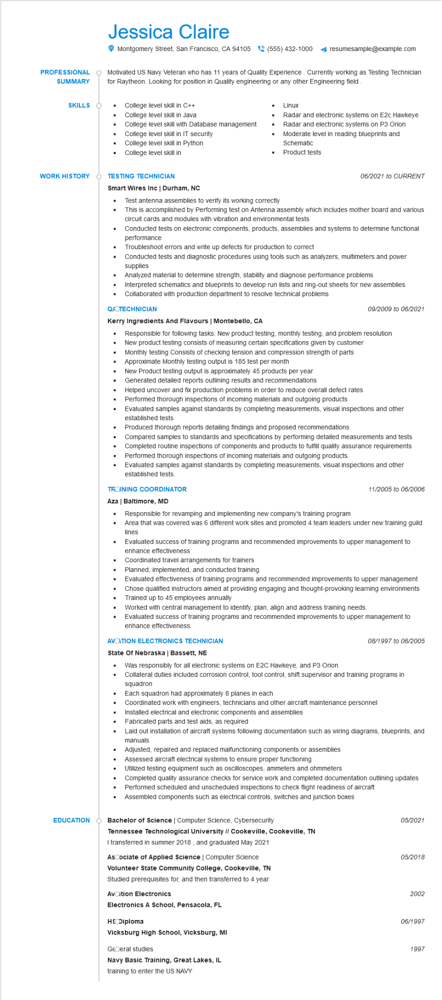 Jessica Claire
Montgomery Street, San Francisco, CA 94105 (555) 432-1000 resumesample@example.com
PROFESSIONAL SUMMARY
Motivated US Navy Veteran who has 11 years of Quality Experience . Currently working as Testing Technician
for Raytheon. Looking for position in Quality engineering or any other Engineering field .
SKILLS
• College level skill in C++
• College level skill in Java
• College level skill with Database management
• College level skill in IT security
• College level skill in Python
• College level skill in
• Linux
• Radar and electronic systems on E2c Hawkeye
• Radar and electronic systems on P3 Orion
• Moderate level in reading blueprints and
Schematic
• Product tests
WORK HISTORY
TESTING TECHNICIAN 06/2021 to CURRENT
Smart Wires Inc | Durham, NC
• Test antenna assemblies to verify its working correctly
• This is accomplished by Performing test on Antenna assembly which includes mother board and various
circuit cards and modules with vibration and environmental tests
• Conducted tests on electronic components, products, assemblies and systems to determine functional
performance
• Troubleshoot errors and write up defects for production to correct
• Conducted tests and diagnostic procedures using tools such as analyzers, multimeters and power
supplies
• Analyzed material to determine strength, stability and diagnose performance problems
• Interpreted schematics and blueprints to develop run lists and ring-out sheets for new assemblies
• Collaborated with production department to resolve technical problems
QA TECHNICIAN 09/2009 to 06/2021
Kerry Ingredients And Flavours | Montebello, CA
• Responsible for following tasks: New product testing, monthly testing, and problem resolution
• New product testing consists of measuring certain specifications given by customer
• Monthly testing Consists of checking tension and compression strength of parts
• Approximate Monthly testing output is 185 test per month
• New Product testing output is approximately 45 products per year
• Generated detailed reports outlining results and recommendations
• Helped uncover and fix production problems in order to reduce overall defect rates
• Performed thorough inspections of incoming materials and outgoing products
• Evaluated samples against standards by completing measurements, visual inspections and other
established tests
• Produced thorough reports detailing findings and proposed recommendations
• Compared samples to standards and specifications by performing detailed measurements and tests
• Completed routine inspections of components and products to fulfill quality assurance requirements
• Performed thorough inspections of incoming materials and outgoing products.
• Evaluated samples against standards by completing measurements, visual inspections and other
established tests.
TRAINING COORDINATOR 11/2005 to 06/2006
Aza | Baltimore, MD
• Responsible for revamping and implementing new company's training program
• Area that was covered was 6 different work sites and promoted 4 team leaders under new training guild
lines
• Evaluated success of training programs and recommended improvements to upper management to
enhance effectiveness
• Coordinated travel arrangements for trainers
• Planned, implemented, and conducted training
• Evaluated effectiveness of training programs and recommended improvements to upper management
• Chose qualified instructors aimed at providing engaging and thought-provoking learning environments
• Trained up to 45 employees annually
• Worked with central management to identify, plan, align and address training needs.
• Evaluated success of training programs and recommended improvements to upper management to
enhance effectiveness.
AVIATION ELECTRONICS TECHNICIAN 08/1997 to 06/2005
State Of Nebraska | Bassett, NE
• Was responsibly for all electronic systems on E2C Hawkeye, and P3 Orion
• Collateral duties included corrosion control, tool control, shift supervisor and training programs in
squadron
• Each squadron had approximately 8 planes in each
• Coordinated work with engineers, technicians and other aircraft maintenance personnel
• Installed electrical and electronic components and assemblies
• Fabricated parts and test aids, as required
• Laid out installation of aircraft systems following documentation such as wiring diagrams, blueprints, and
manuals
• Adjusted, repaired and replaced malfunctioning components or assemblies
• Assessed aircraft electrical systems to ensure proper functioning
• Utilized testing equipment such as oscilloscopes, ammeters and ohmmeters
• Completed quality assurance checks for service work and completed documentation outlining updates
• Performed scheduled and unscheduled inspections to check flight readiness of aircraft
• Assembled components such as electrical controls, switches and junction boxes
EDUCATION
Bachelor of Science | Computer Science, Cybersecurity 05/2021
Tennessee Technological University // Cookeville, Cookeville, TN
I transferred in summer 2018 , and graduated May 2021
Associate of Applied Science | Computer Science 05/2018
Volunteer State Community College, Cookeville, TN
Studied prerequisites for, and then transferred to 4 year
Aviation Electronics 2002
Electronics A School, Pensacola, FL
HS Diploma 06/1997
Vicksburg High School, Vicksburg, MI
General studies 1997
Navy Basic Training, Great Lakes, IL
training to enter the US NAVY